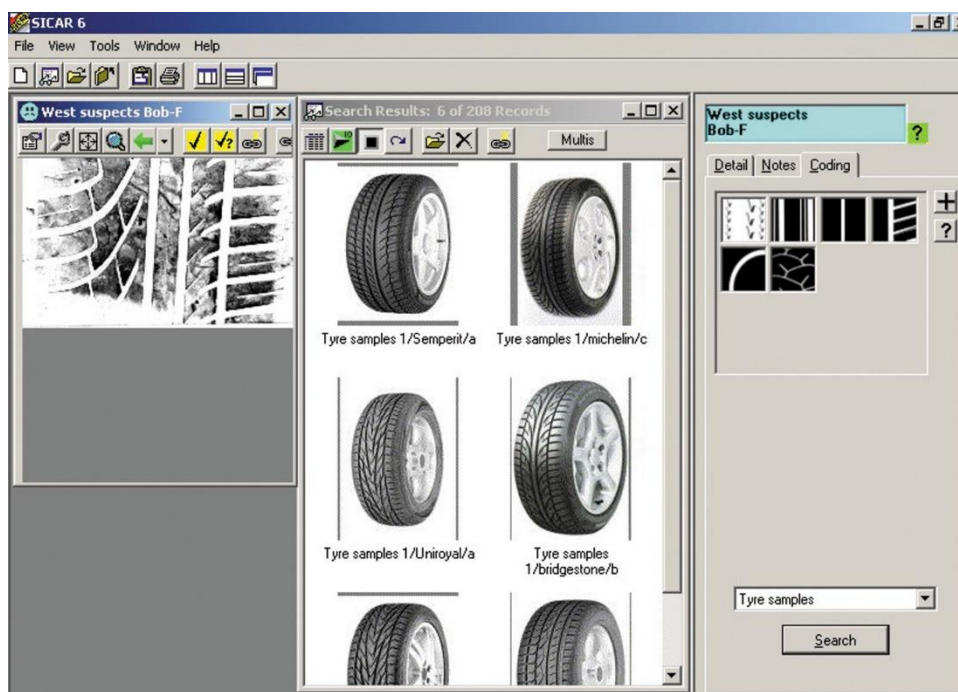 SICAR 6
File View Tools Window Help
West suspects Bob-F
Search Results: 6 of 208 Records
10
Multis
Tyre samples 1/Semperit/a
Tyre samples 1/michelin/c
Tyre samples 1/Uniroyal/a
Tyre samples
1/bridgestone/b
West suspects
Bob-F
?
Detail Notes Coding
+
?
Tyre samples
Search